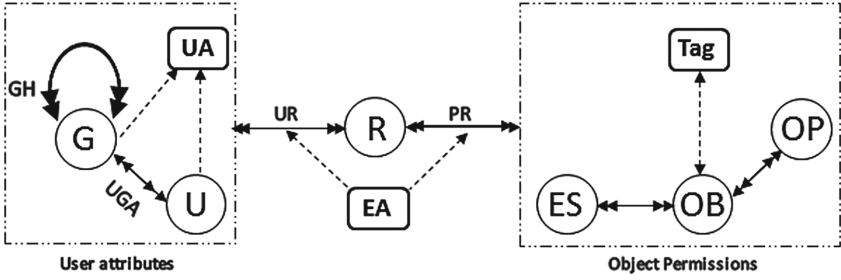 UA
Tag
GH
UR
PR
G
R
OP
UGA
U
EA
ES
OB
User attributes
Object Permissions